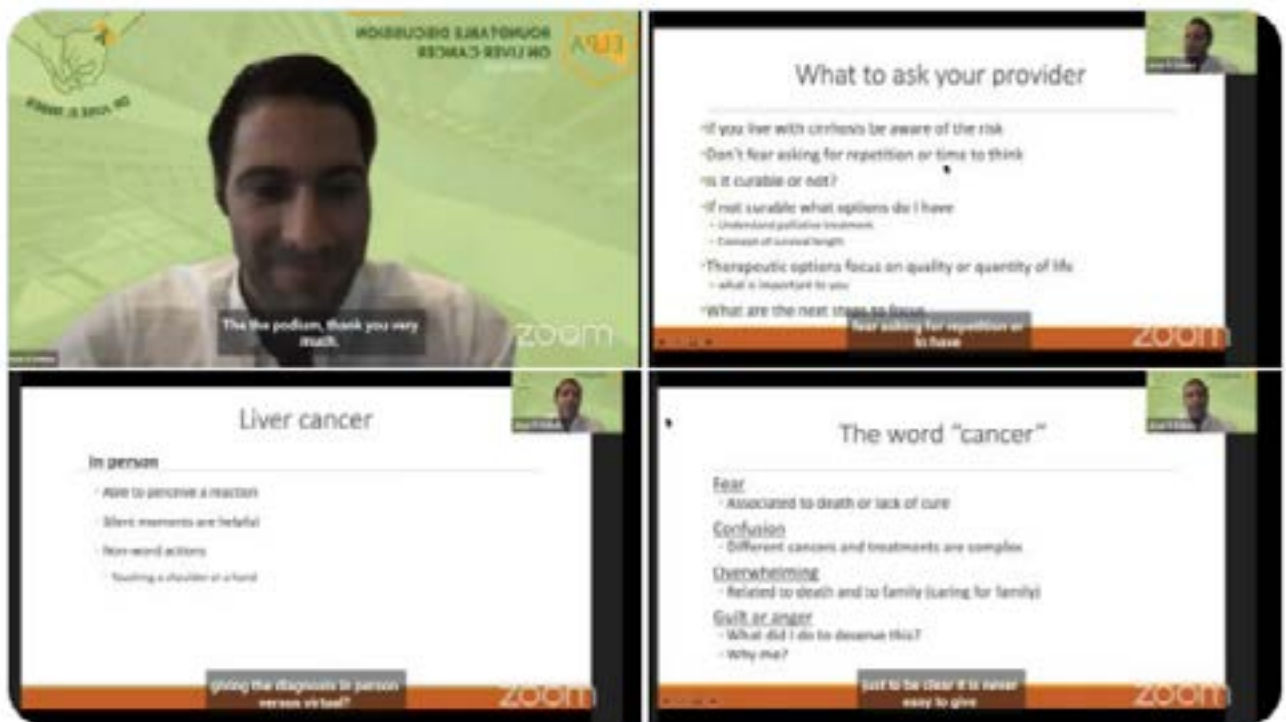 ROUNDTABLE DISCUSSION
ON LIVER CANCER
ELPA
The the podium, thank you very
much.
zoom
What to ask your provider
If you live with cirrhosis be aware of the risk
Don't fear asking for repetition or time to think
Is it curable or not?
If not curable what options do I have
- Understand palliative treatment
- Concept of survival length
Therapeutic options focus on quality or quantity of life
- what is important to you
What are the next steps to focus
fear asking for repetition or
to have
zoom
Liver cancer
In person
- Able to perceive a reaction
- Silent moments are helpful
- Non-word actions
- Touching a shoulder or a hand
giving the diagnosis in person
versus virtual?
zoom
The word "cancer"
Fear
- Associated to death or lack of cure
Confusion
- Different cancers and treatments are complex
Overwhelming
- Related to death and to family (caring for family)
Guilt or anger
- What did I do to deserve this?
- Why me?
just to be clear it is never
easy to give
zoom